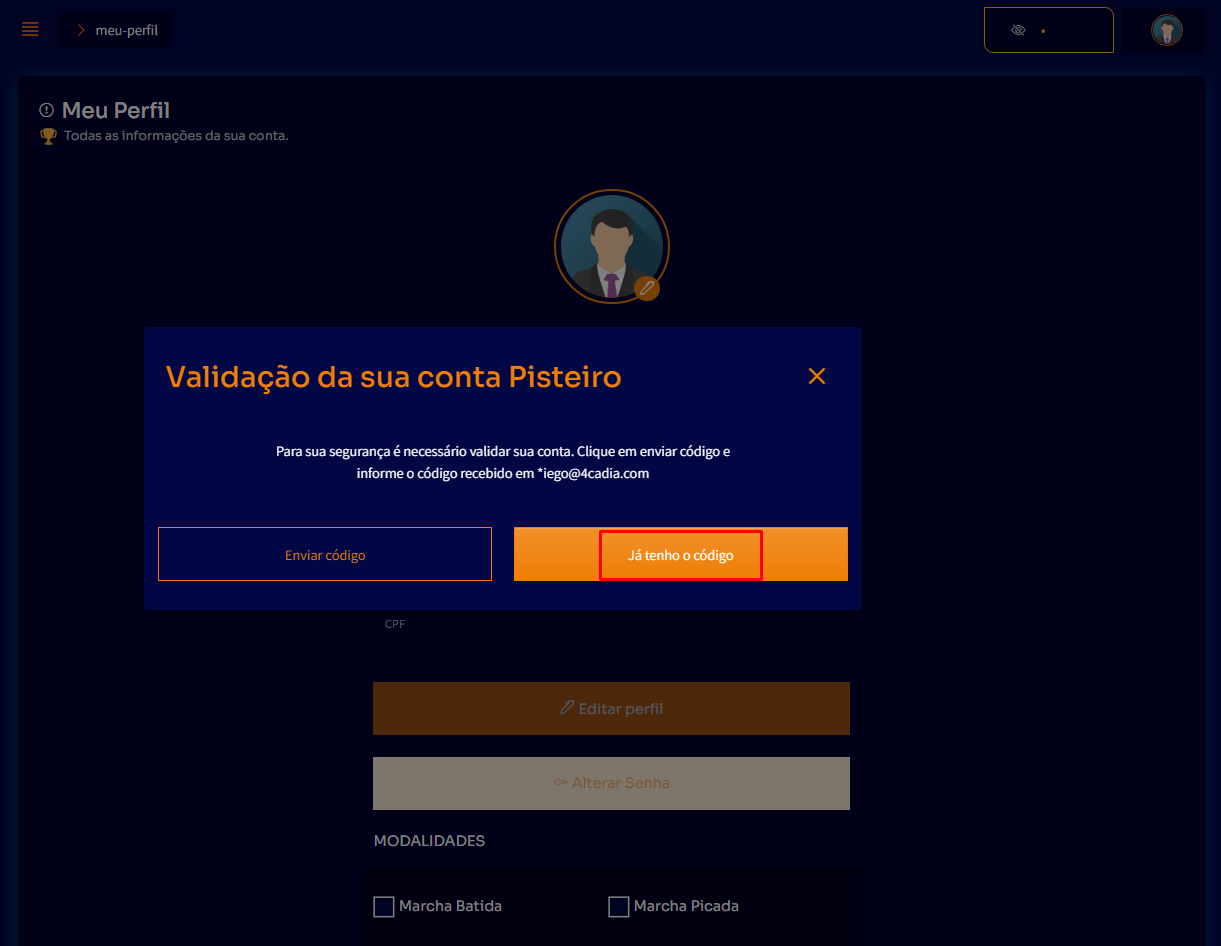 meu-perfil
Meu Perfil
Todas as informações da sua conta.
Validação da sua conta Pisteiro
Para sua segurança é necessário validar sua conta. Clique em enviar código e
informe o código recebido em *iego@4cadia.com
Enviar código
Já tenho o código
CPF
Editar perfil
Alterar Senha
MODALIDADES
Marcha Batida
Marcha Picada